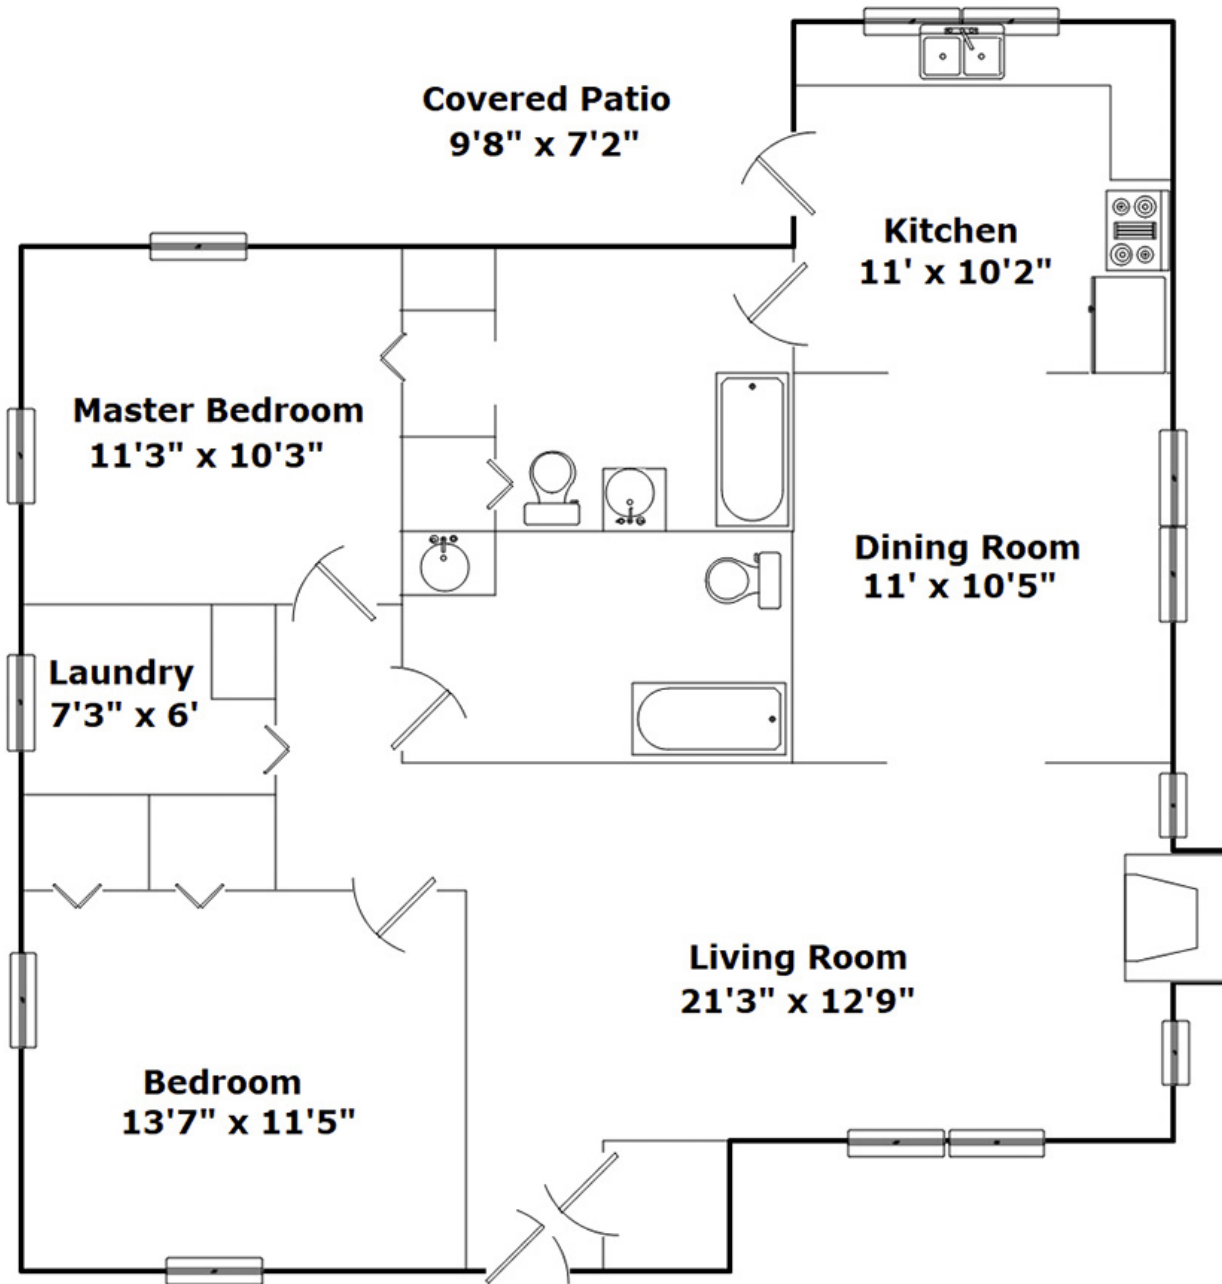 Covered Patio
9'8" x 7'2"
Kitchen
11' x 10'2"
Master Bedroom
11'3" x 10'3"
Dining Room
11' x 10'5"
Laundry
7'3" x 6'
Living Room
21'3" x 12'9"
Bedroom
13'7" x 11'5"